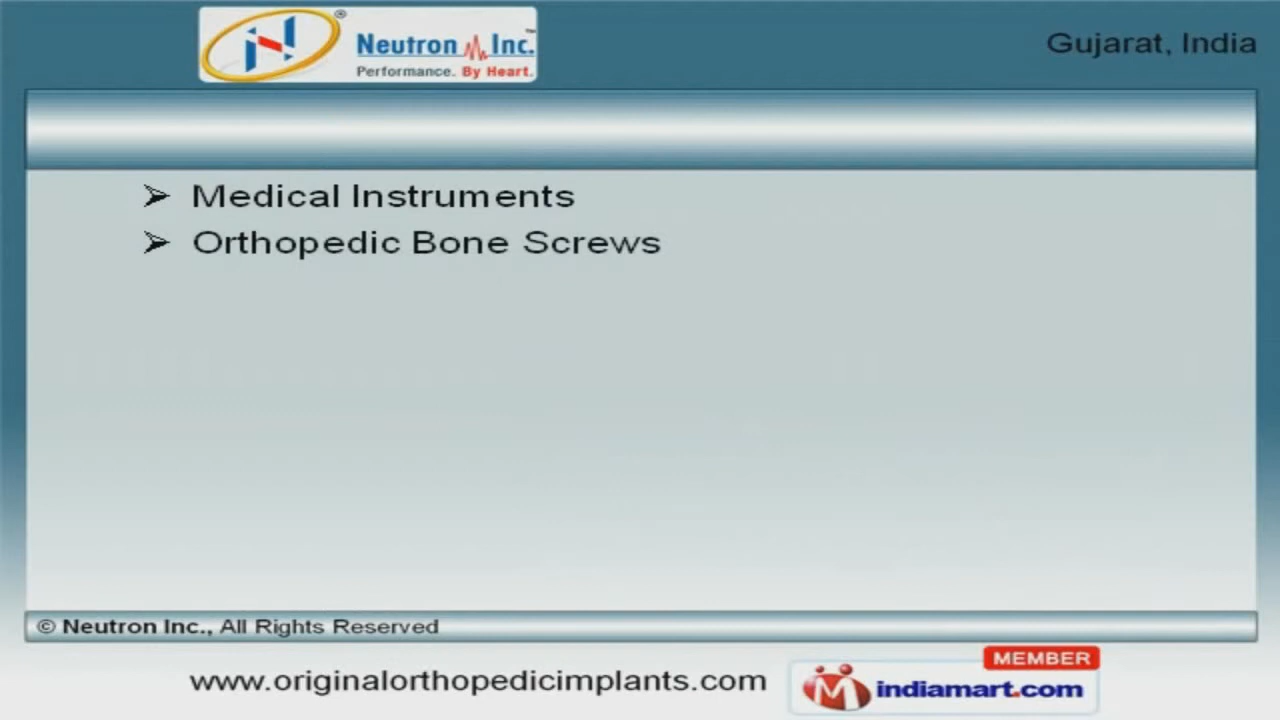 Neutron Inc.™
Performance. By Heart.
®
Gujarat, India
➢ Medical Instruments
➢ Orthopedic Bone Screws
© Neutron Inc., All Rights Reserved
www.originalorthopedicimplants.com
MEMBER
indiamart.com